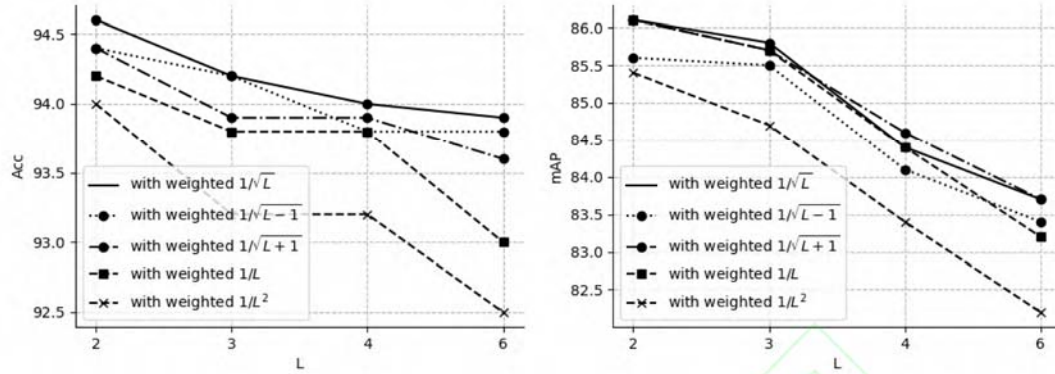 94.5
94.0
93.5
93.0
92.5
Acc
with weighted 1/√L
with weighted 1/√L − 1
with weighted 1/√L + 1
with weighted 1/L
with weighted 1/L²
2 3 4 6
L
86.0
85.5
85.0
84.5
84.0
83.5
83.0
82.5
mAP
with weighted 1/√L
with weighted 1/√L − 1
with weighted 1/√L + 1
with weighted 1/L
with weighted 1/L²
2 3 4 6
L